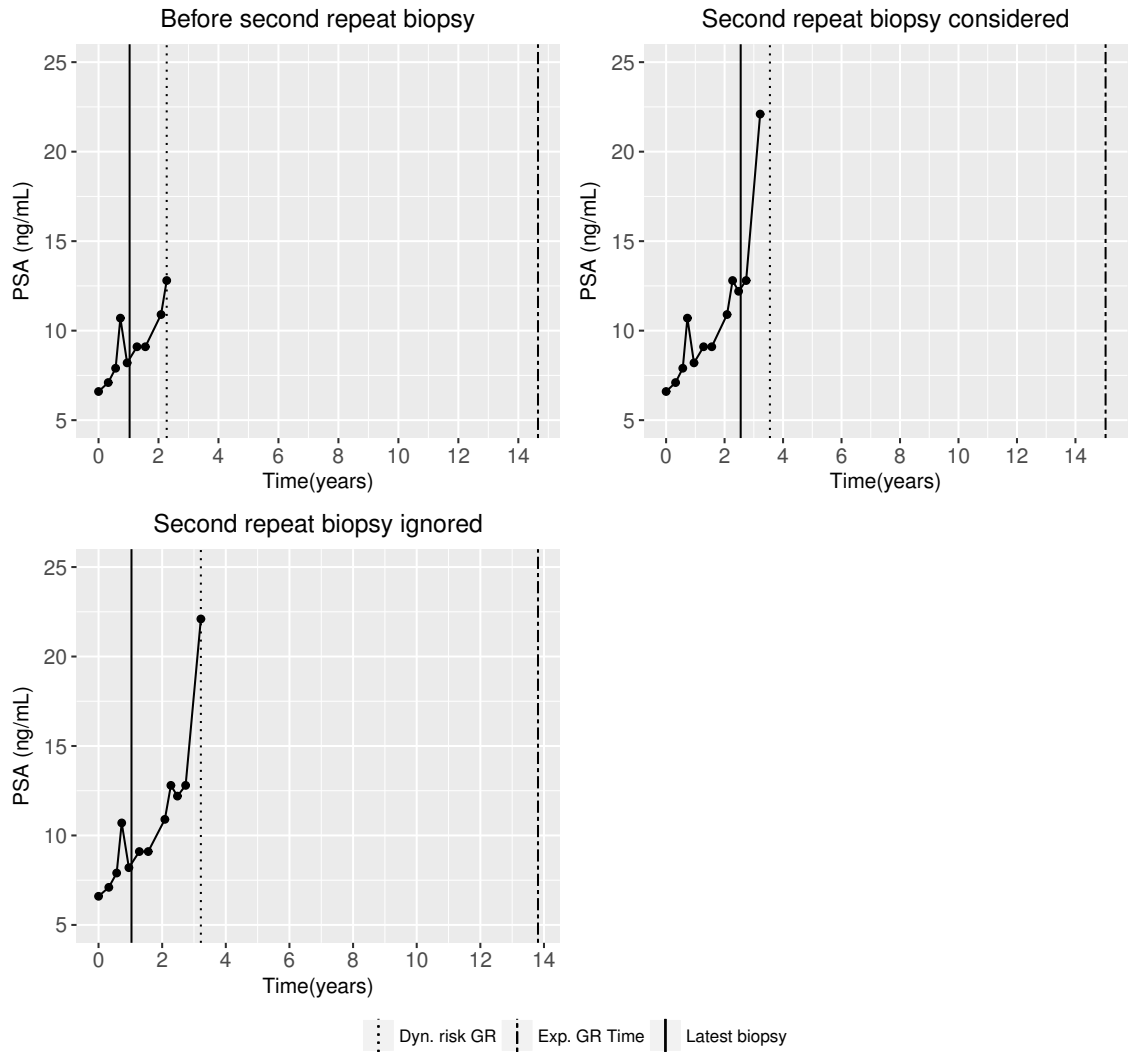 Before second repeat biopsy
Second repeat biopsy considered
25
20
15
10
5
PSA (ng/mL)
0 2 4 6 8 10 12 14
Time(years)
25
20
15
10
5
PSA (ng/mL)
0 2 4 6 8 10 12 14
Time(years)
Second repeat biopsy ignored
25
20
15
10
5
PSA (ng/mL)
0 2 4 6 8 10 12 14
Time(years)
Dyn. risk GR Exp. GR Time Latest biopsy